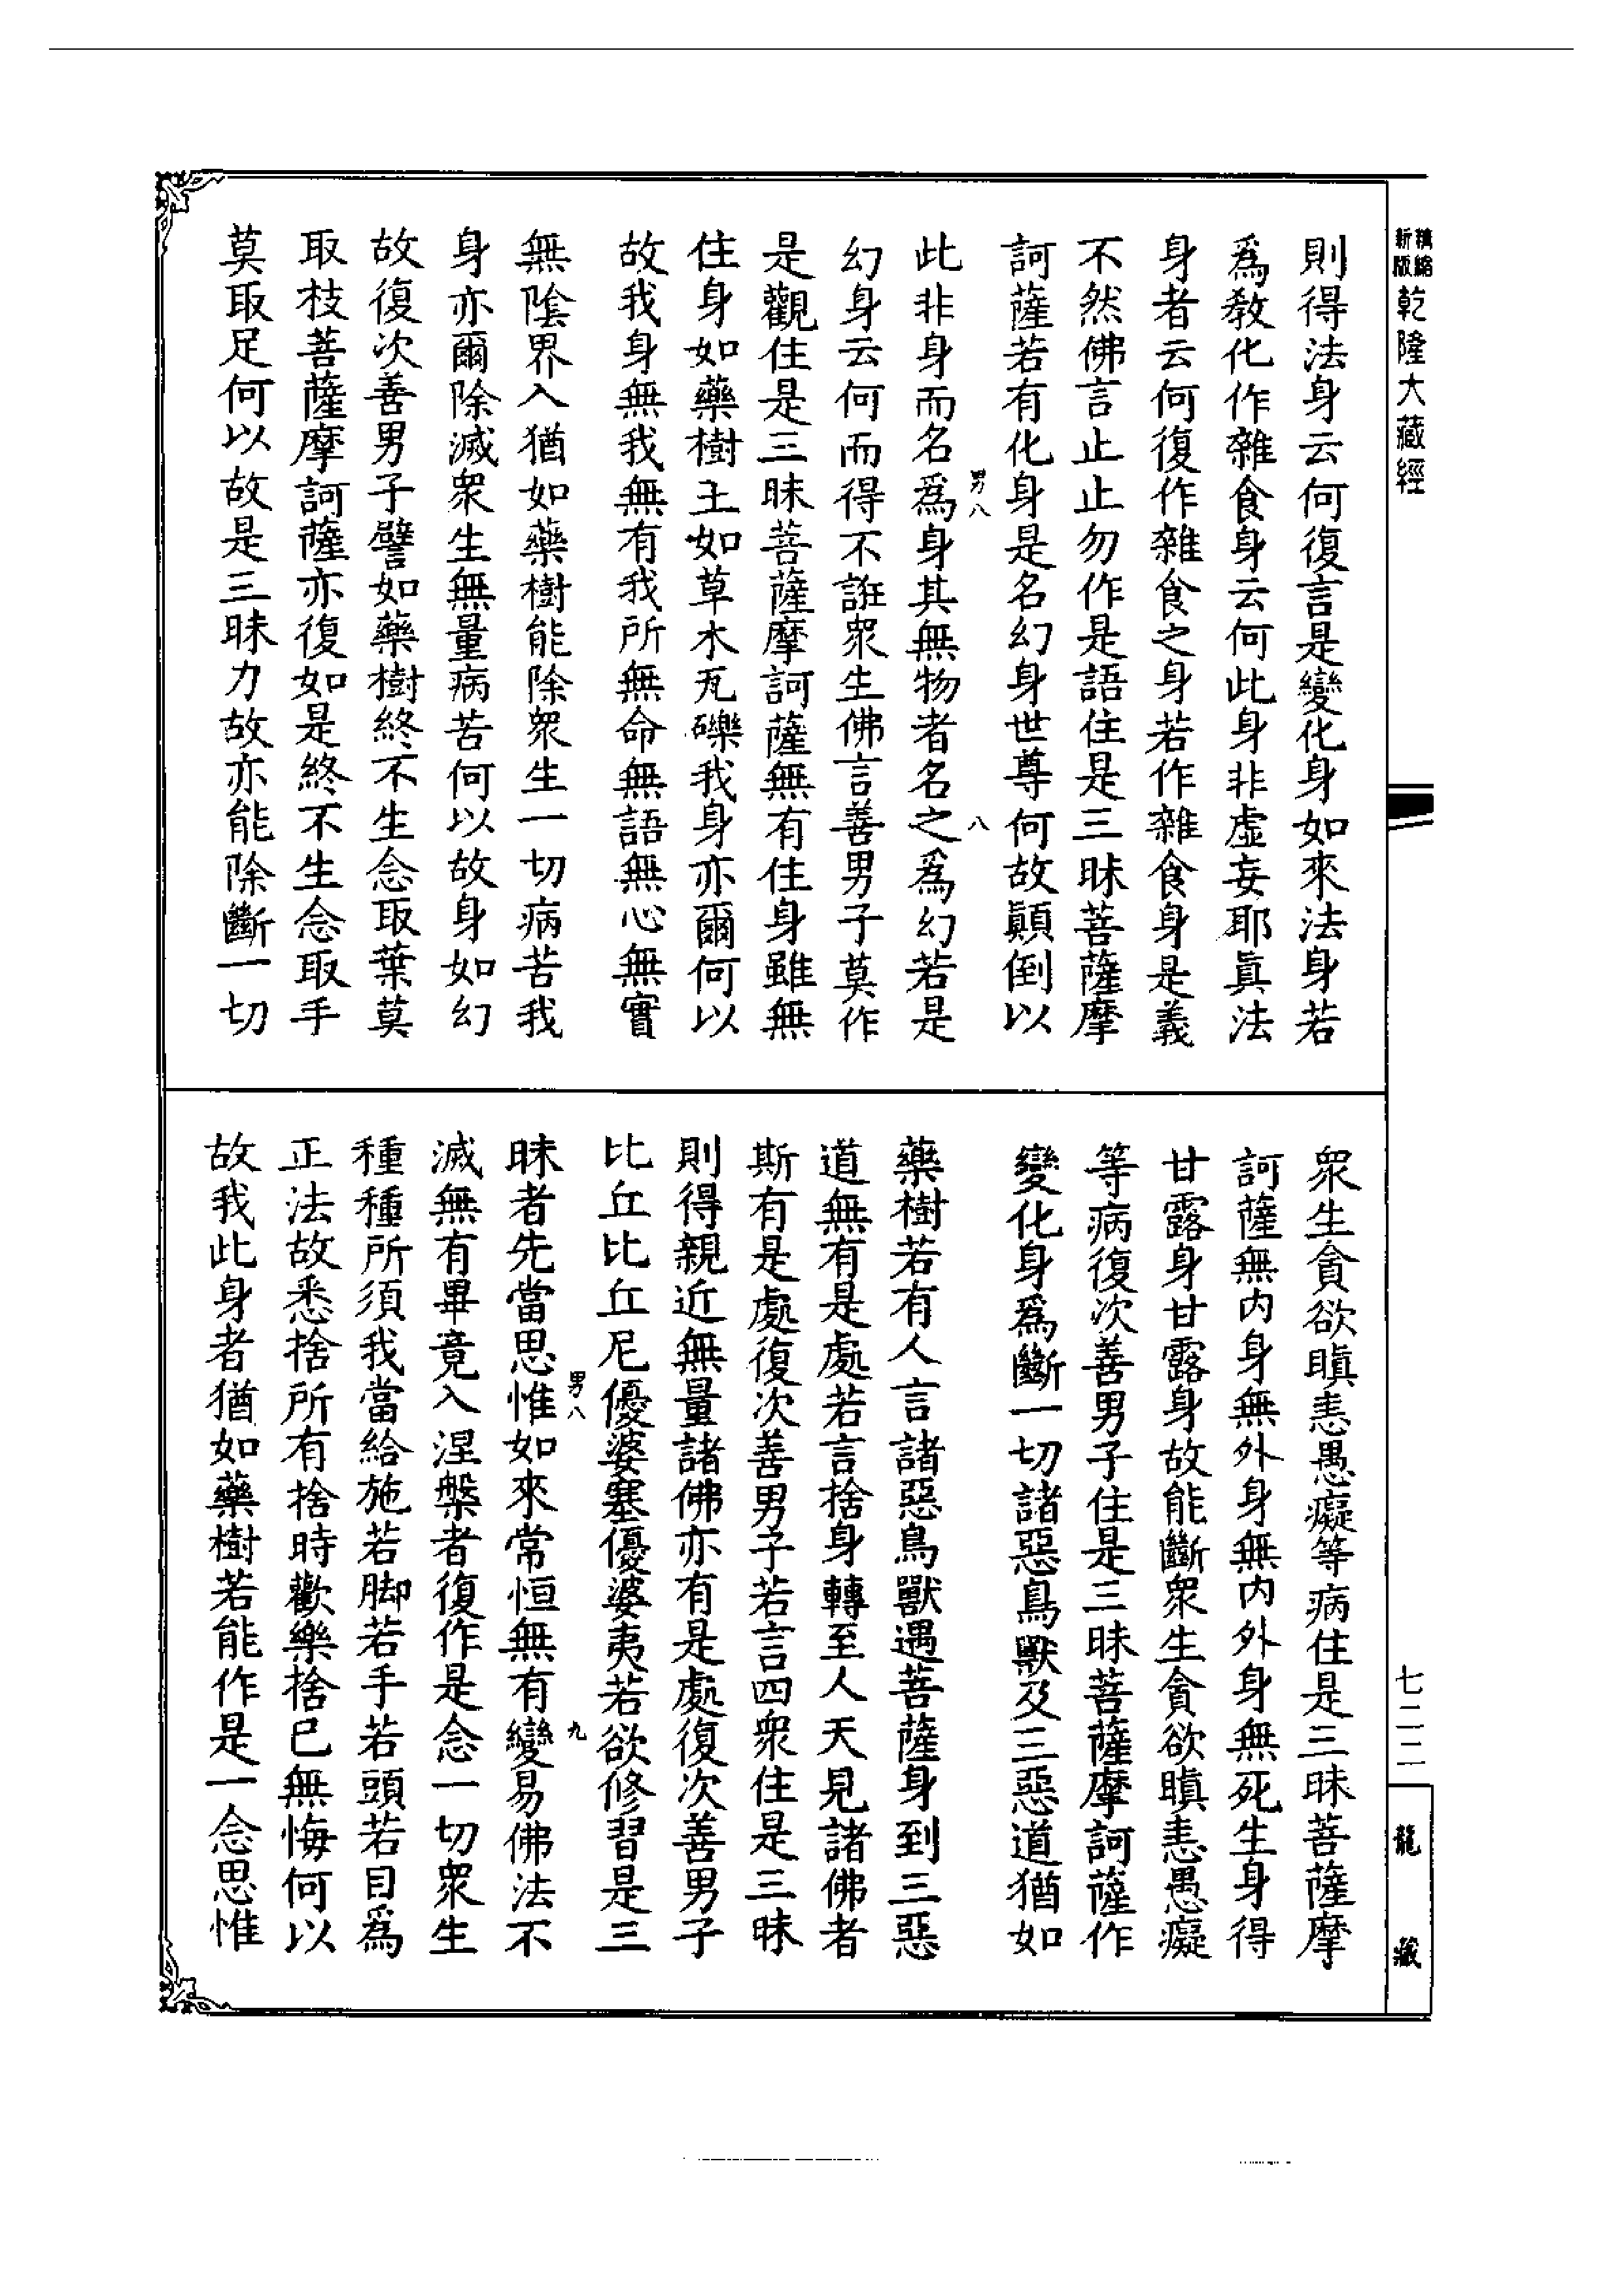 新版 精縮 乾隆大藏經
則得法身云何復言是變化身如來法身若
爲教化作雜食身云何此身非虛妄耶眞法
身者云何復作雜食之身若作雜食身是義
不然佛言止止勿作是語住是三昧菩薩摩
訶薩若有化身是名幻身世尊何故顚倒以
男八 八
此非身而名爲身其無物者名之爲幻若是
幻身云何而得不誑眾生佛言善男子莫作
是觀住是三昧菩薩摩訶薩無有住身雖無
住身如藥樹王如草木瓦礫我身亦爾何以
故我身無我無有我所無命無語無心無實
無陰界入猶如藥樹能除眾生一切病苦我
身亦爾除滅眾生無量病苦何以故身如幻
故復次善男子譬如藥樹終不生念取葉莫
取枝菩薩摩訶薩亦復如是終不生念取手
莫取足何以故是三昧力故亦能除斷一切
眾生貪欲瞋恚愚癡等病住是三昧菩薩摩
訶薩無內身無外身無內外身無死生身得
甘露身甘露身故能斷眾生貪欲瞋恚愚癡
等病復次善男子住是三昧菩薩摩訶薩作
變化身爲斷一切諸惡鳥獸及三惡道猶如
藥樹若有人言諸惡鳥獸遇菩薩身到三惡
道無有是處若言捨身轉至人天見諸佛者
斯有是處復次善男子若言四眾住是三昧
則得親近無量諸佛亦有是處復次善男子
比丘比丘尼優婆塞優婆夷若欲修習是三
男八 九
昧者先當思惟如來常恒無有變易佛法不
滅無有畢竟入涅槃者復作是念一切眾生
種種所須我當給施若脚若手若頭若目爲
正法故悉捨所有捨時歡樂捨已無悔何以
故我此身者猶如藥樹若能作是一念思惟
七二二
龍藏